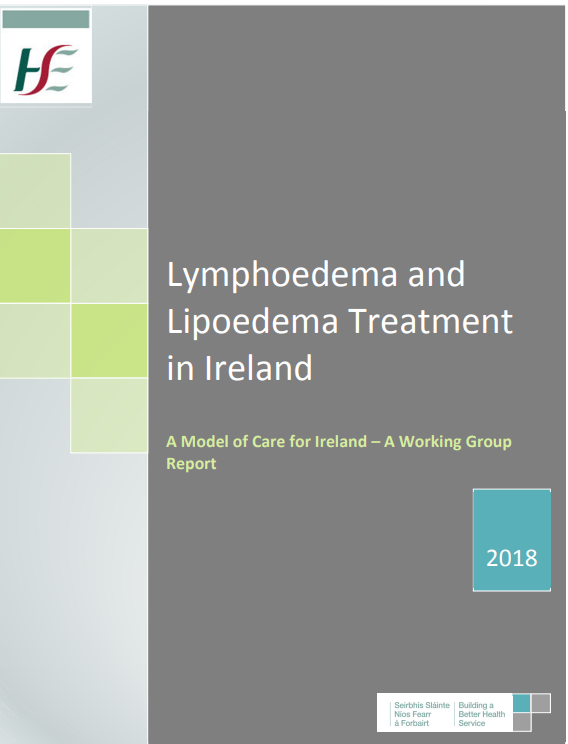 HSE
Lymphoedema and
Lipoedema Treatment
in Ireland
A Model of Care for Ireland – A Working Group
Report
2018
Seirbhís Sláinte
Níos Fearr
á Forbairt
Building a
Better Health
Service